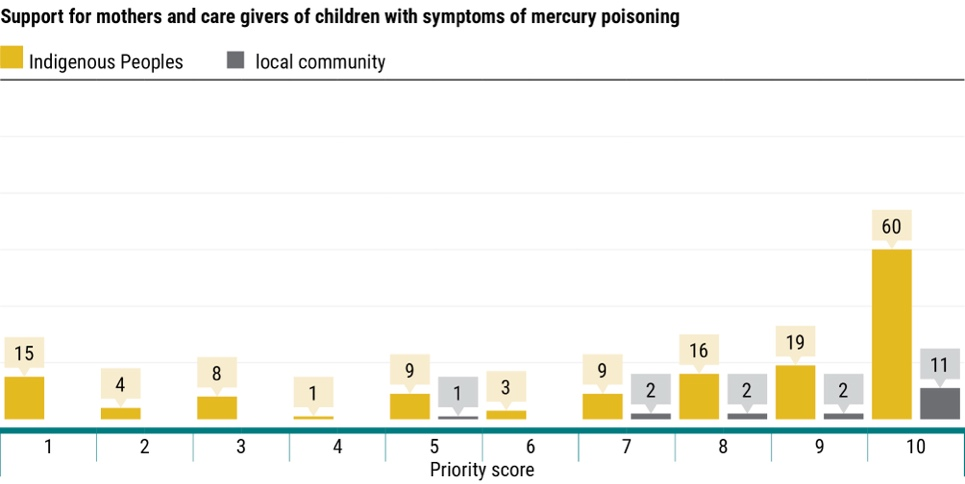 Support for mothers and care givers of children with symptoms of mercury poisoning
Indigenous Peoples local community
60
15 4 8 1 9 1 3 9 2 16 2 19 2 11
1 2 3 4 5 6 7 8 9 10
Priority score